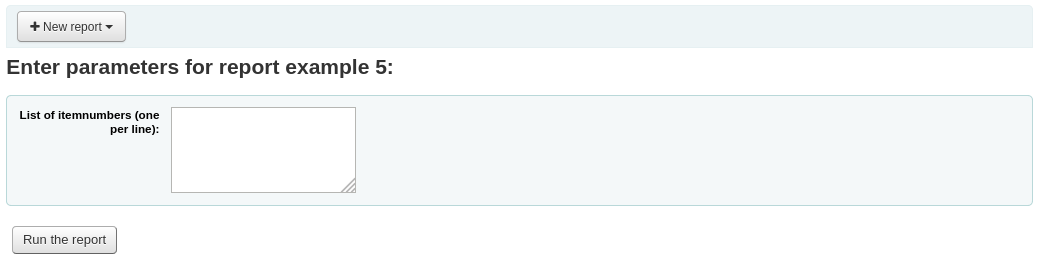 New report
Enter parameters for report example 5:
List of itemnumbers (one
per line):
Run the report